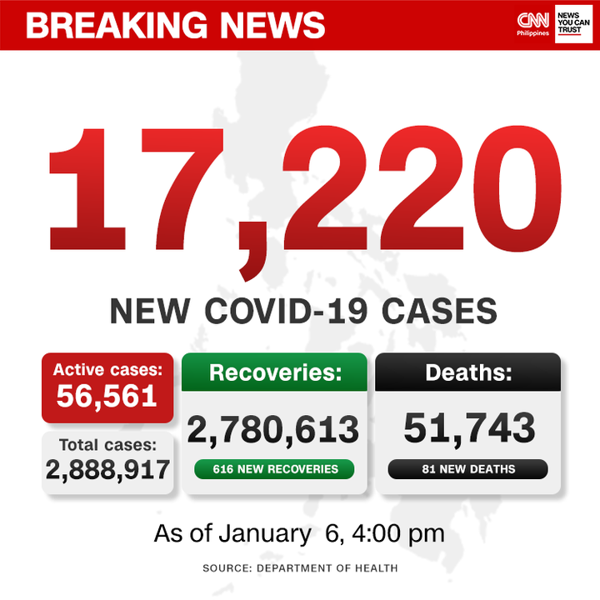 BREAKING NEWS
CNN
Philippines
NEWS
YOU CAN
TRUST
17,220
NEW COVID-19 CASES
Active cases:
56,561
Total cases:
2,888,917
Recoveries:
2,780,613
616 NEW RECOVERIES
Deaths:
51,743
81 NEW DEATHS
As of January 6, 4:00 pm
SOURCE: DEPARTMENT OF HEALTH